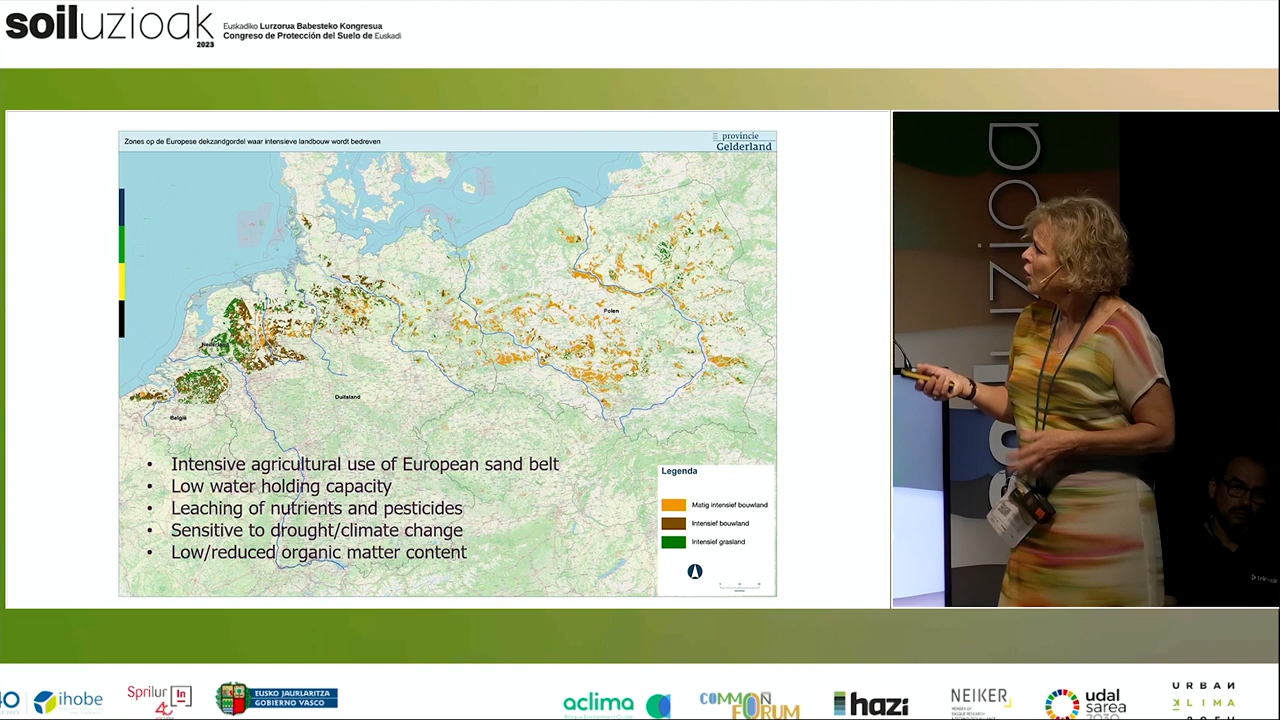 soiluzioak
2023
Euskadiko Lurzorua Babesteko Kongresua
Congreso de Protección del Suelo de Euskadi
Zones op de Europese dekzandgordel waar intensieve landbouw wordt bedreven
provincie
Gelderland
Polen
België
Duitsland
• Intensive agricultural use of European sand belt
• Low water holding capacity
• Leaching of nutrients and pesticides
• Sensitive to drought/climate change
• Low/reduced organic matter content
Legenda
Matig intensief bouwland
Intensief bouwland
Intensief grasland
ihobe
Sprilur
EUSKO JAURLARITZA
GOBIERNO VASCO
aclima
COMMON
FORUM
hazi
NEIKER
udal
sarea
2030
URBAN
KLIMA